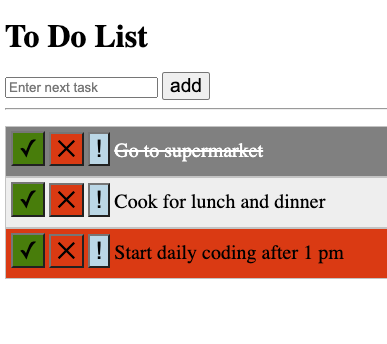 To Do List
Enter next task add
✓ ✕ ! Go to supermarket
✓ ✕ ! Cook for lunch and dinner
✓ ✕ ! Start daily coding after 1 pm